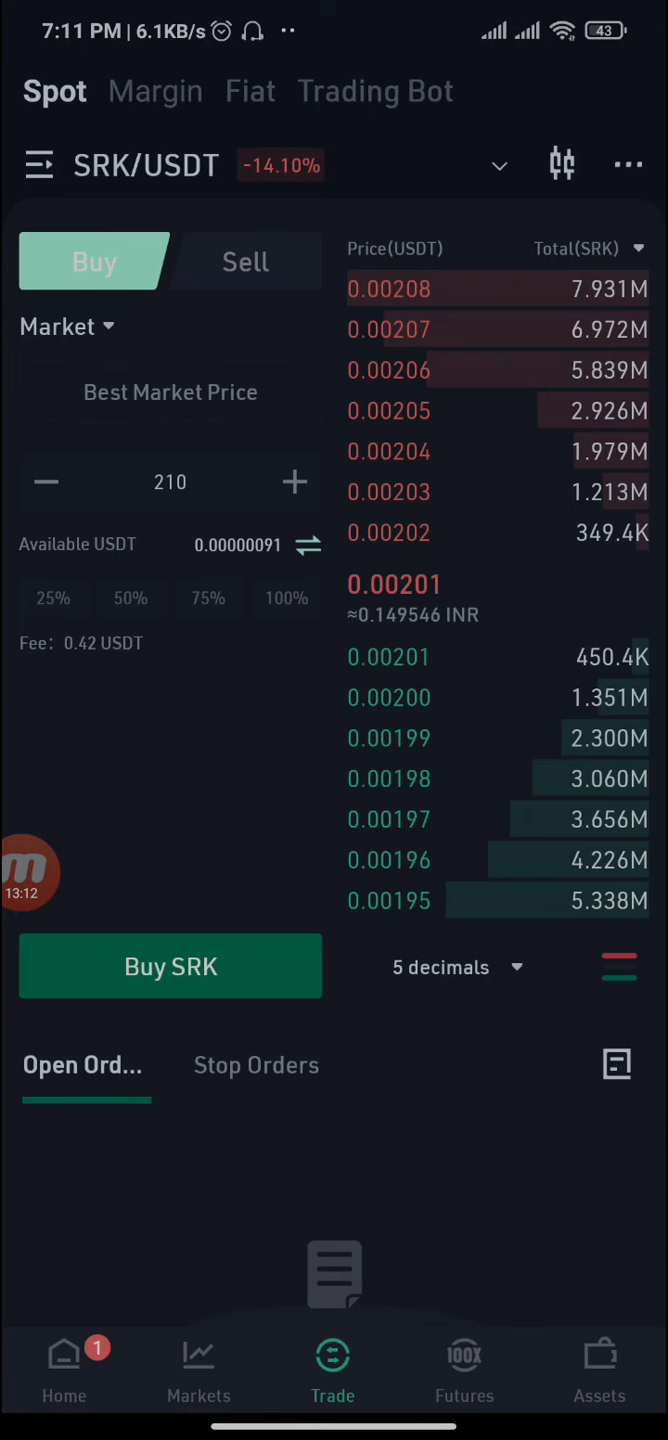 7:11 PM | 6.1KB/s 43
Spot Margin Fiat Trading Bot
SRK/USDT -14.10%
Buy Sell
Market
Best Market Price
210
Available USDT 0.00000091
25% 50% 75% 100%
Fee: 0.42 USDT
Price(USDT) Total(SRK)
0.00208 7.931M
0.00207 6.972M
0.00206 5.839M
0.00205 2.926M
0.00204 1.979M
0.00203 1.213M
0.00202 349.4K
0.00201
≈0.149546 INR
0.00201 450.4K
0.00200 1.351M
0.00199 2.300M
0.00198 3.060M
0.00197 3.656M
0.00196 4.226M
0.00195 5.338M
m
13:12
Buy SRK
5 decimals
Open Ord... Stop Orders
1
100X
Home Markets Trade Futures Assets